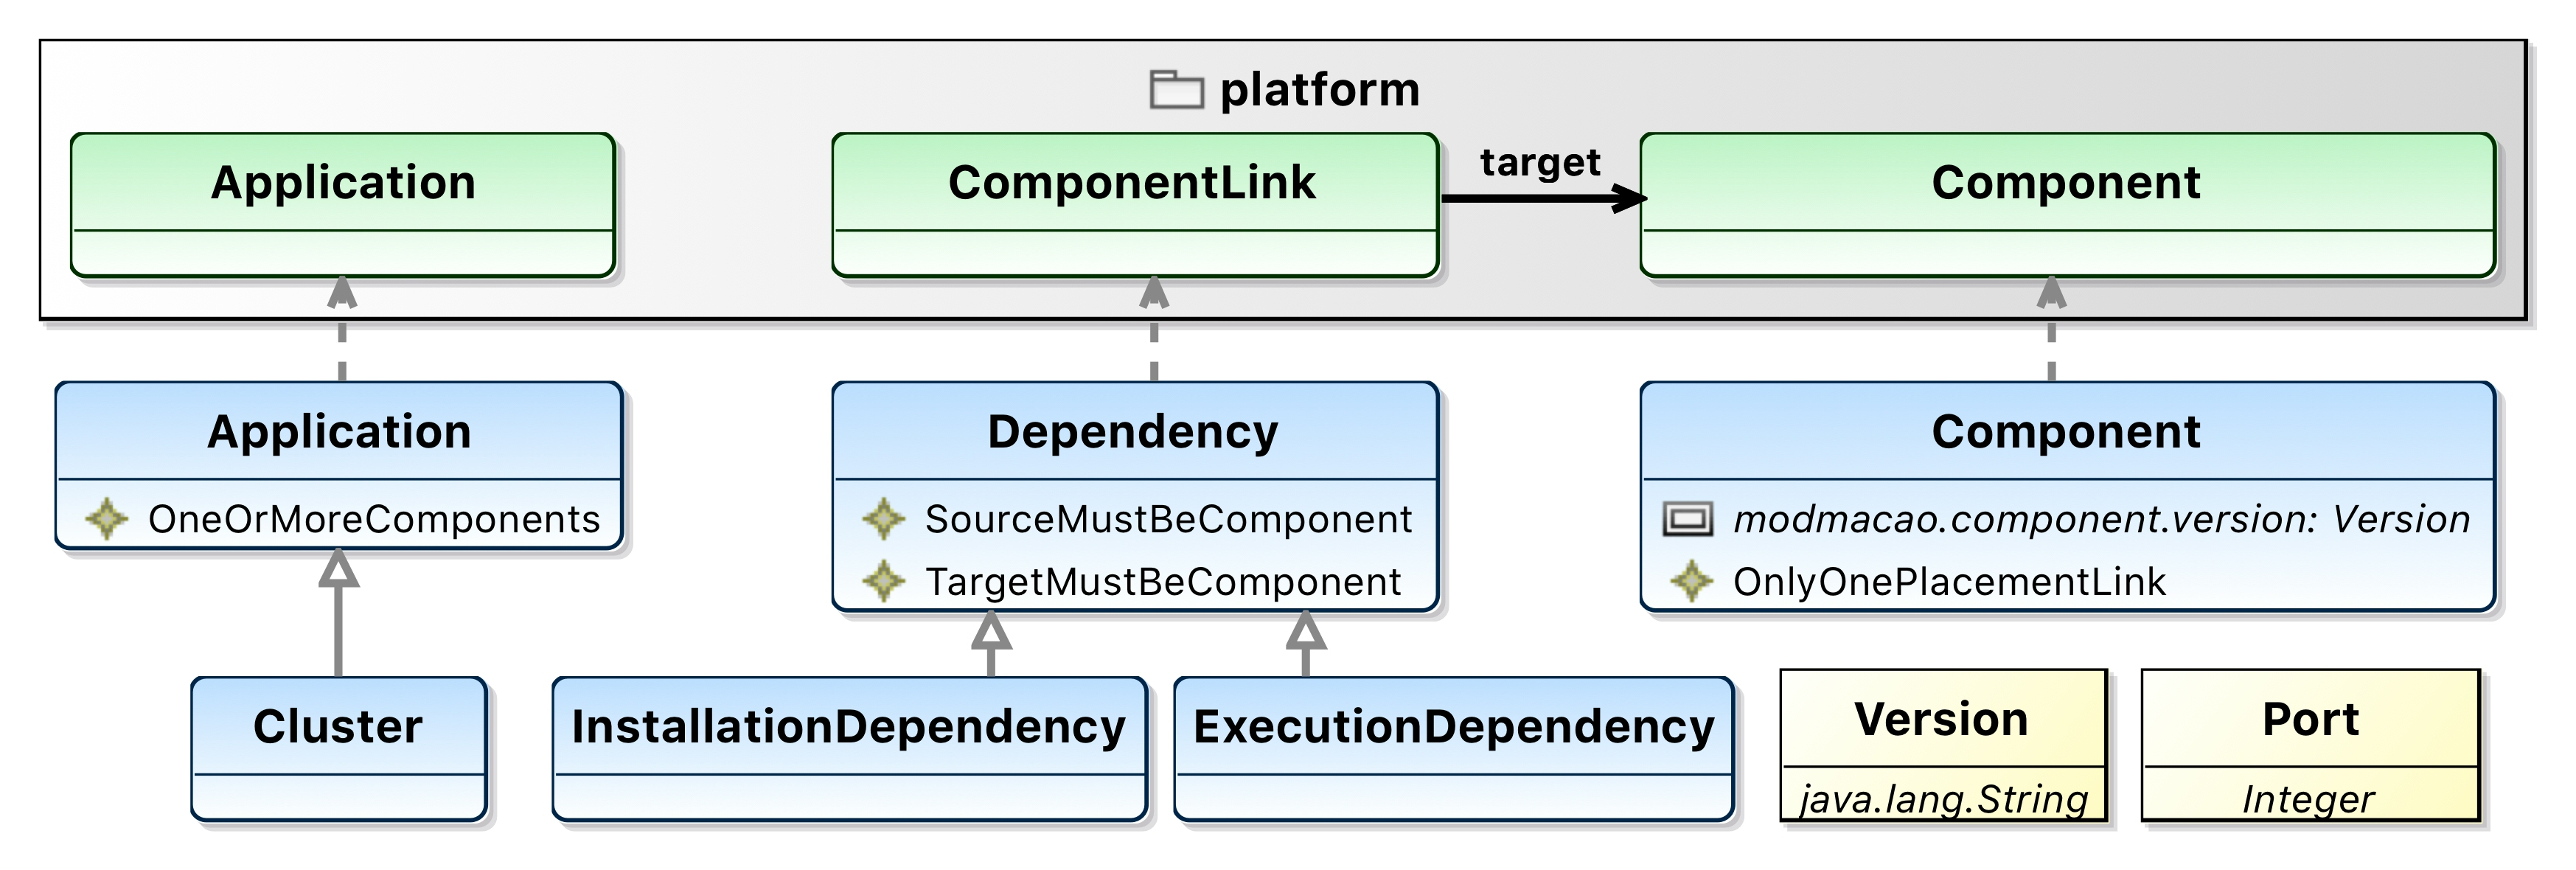 platform
Application
ComponentLink
target
Component
Application
OneOrMoreComponents
Dependency
SourceMustBeComponent
TargetMustBeComponent
Component
modmacao.component.version: Version
OnlyOnePlacementLink
Cluster
InstallationDependency
ExecutionDependency
Version
java.lang.String
Port
Integer